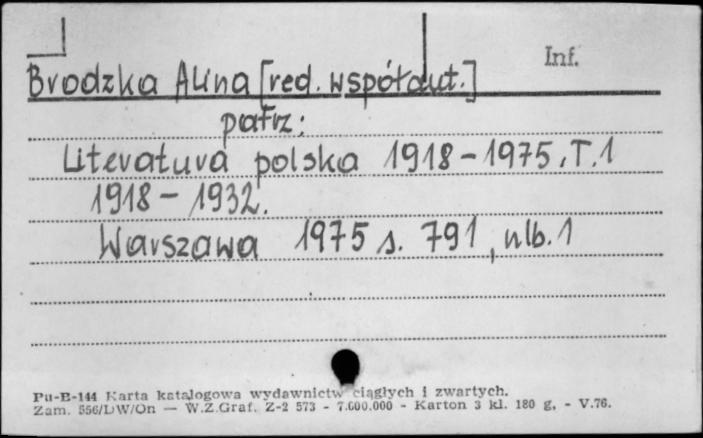 Inf.
Brodzka Alina [red. współaut.]
patrz:
Literatura polska 1918-1975. T.1
1918-1932.
Warszawa 1975 s. 791, nlb. 1
Pu-B-144 Karta katalogowa wydawnictw ciągłych i zwartych.
Zam. 556/DW/On — W.Z.Graf. Z-2 573 - 7.000.000 - Karton 3 kl. 180 g, - V.76.